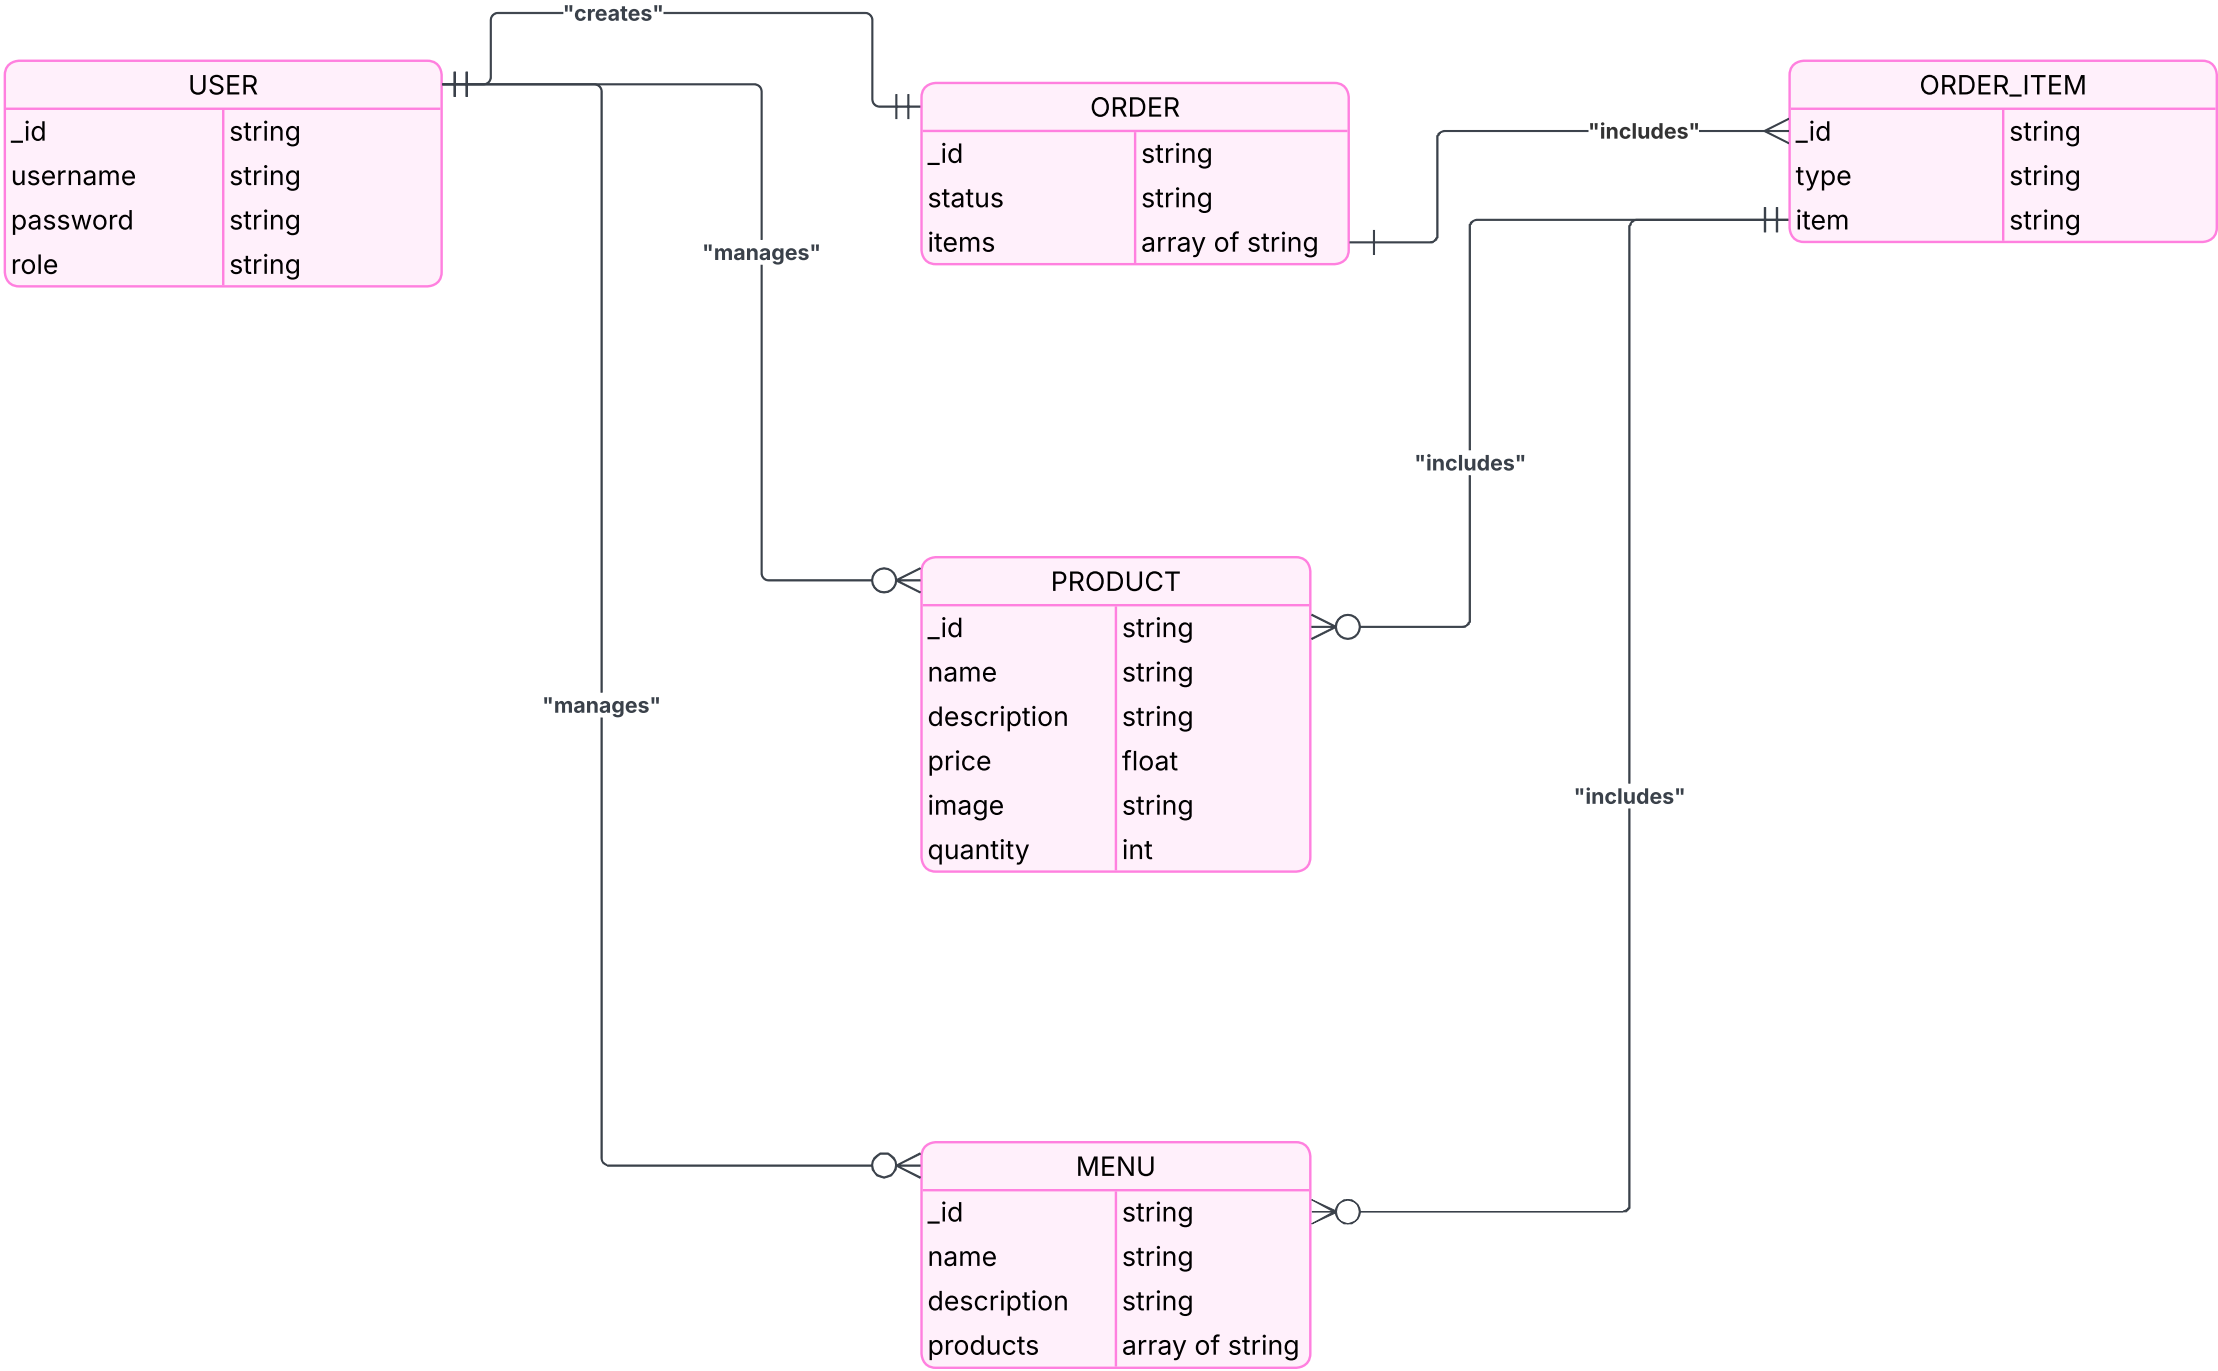 "creates"
USER
_id string
username string
password string
role string
ORDER
_id string
status string
items array of string
"includes"
ORDER_ITEM
_id string
type string
item string
"manages"
"includes"
PRODUCT
_id string
name string
description string
price float
image string
quantity int
"manages"
"includes"
MENU
_id string
name string
description string
products array of string